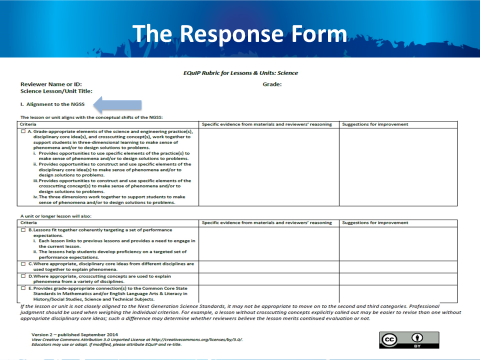 The Response Form
EQuIP Rubric for Lessons & Units: Science
Reviewer Name or ID: Grade:
Science Lesson/Unit Title:
I. Alignment to the NGSS
The lesson or unit aligns with the conceptual shifts of the NGSS:
Criteria Specific evidence from materials and reviewers' reasoning Suggestions for improvement
A. Grade-appropriate elements of the science and engineering practice(s),
disciplinary core idea(s), and crosscutting concept(s), work together to
support students in three-dimensional learning to make sense of
phenomena and/or to design solutions to problems.
i. Provides opportunities to use specific elements of the practice(s) to
make sense of phenomena and/or to design solutions to problems.
ii. Provides opportunities to construct and use specific elements of the
disciplinary core idea(s) to make sense of phenomena and/or to
design solutions to problems.
iii. Provides opportunities to construct and use specific elements of the
crosscutting concept(s) to make sense of phenomena and/or to
design solutions to problems.
iv. The three dimensions work together to support students to make
sense of phenomena and/or to design solutions to problems.
A unit or longer lesson will also:
Criteria Specific evidence from materials and reviewers' reasoning Suggestions for improvement
B. Lessons fit together coherently targeting a set of performance
expectations.
i. Each lesson links to previous lessons and provides a need to engage in
the current lesson.
ii. The lessons help students develop proficiency on a targeted set of
performance expectations.
C. Where appropriate, disciplinary core ideas from different disciplines are
used together to explain phenomena.
D. Where appropriate, crosscutting concepts are used to explain
phenomena from a variety of disciplines.
E. Provides grade-appropriate connection(s) to the Common Core State
Standards in Mathematics and/or English Language Arts & Literacy in
History/Social Studies, Science and Technical Subjects.
If the lesson or unit is not closely aligned to the Next Generation Science Standards, it may not be appropriate to move on to the second and third categories. Professional
judgment should be used when weighing the individual criteria. For example, a lesson without crosscutting concepts explicitly called out may be easier to revise than one without
appropriate disciplinary core ideas; such a difference may determine whether reviewers believe the lesson merits continued evaluation or not.
Version 2 – published September 2014
View Creative Commons Attribution 3.0 Unported License at http://creativecommons.org/licenses/by/3.0/.
Educators may use or adapt. If modified, please attribute EQuIP and re-title.
cc
BY